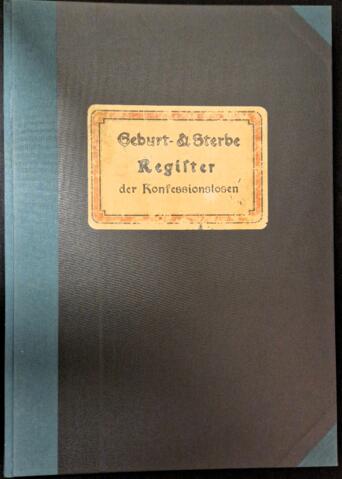 Geburt- & Sterbe
Regiſter
der Konfessionslosen